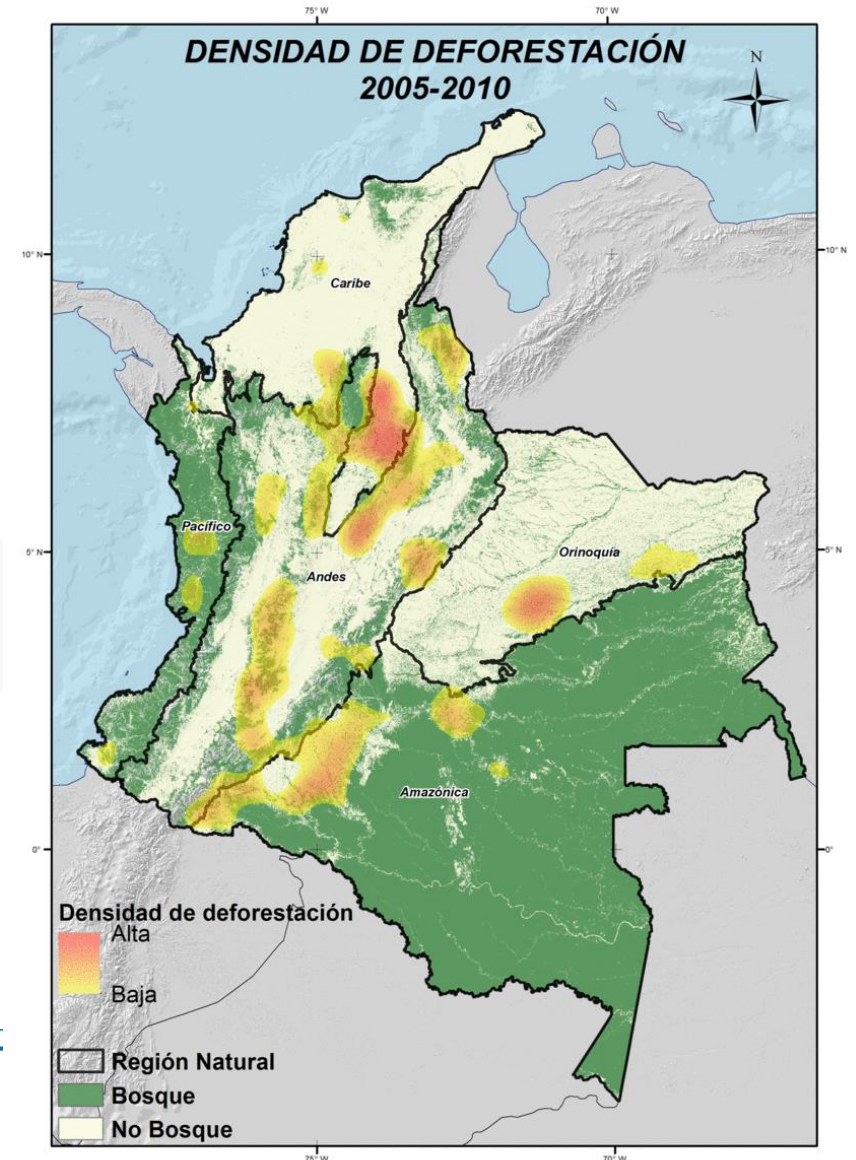 75° W
70° W
DENSIDAD DE DEFORESTACIÓN
2005-2010
N
10° N
10° N
Caribe
Pacífico
5° N
5° N
Orinoquía
Andes
Amazónica
0°
0°
Densidad de deforestación
Alta
Baja
Región Natural
Bosque
No Bosque
75° W
70° W